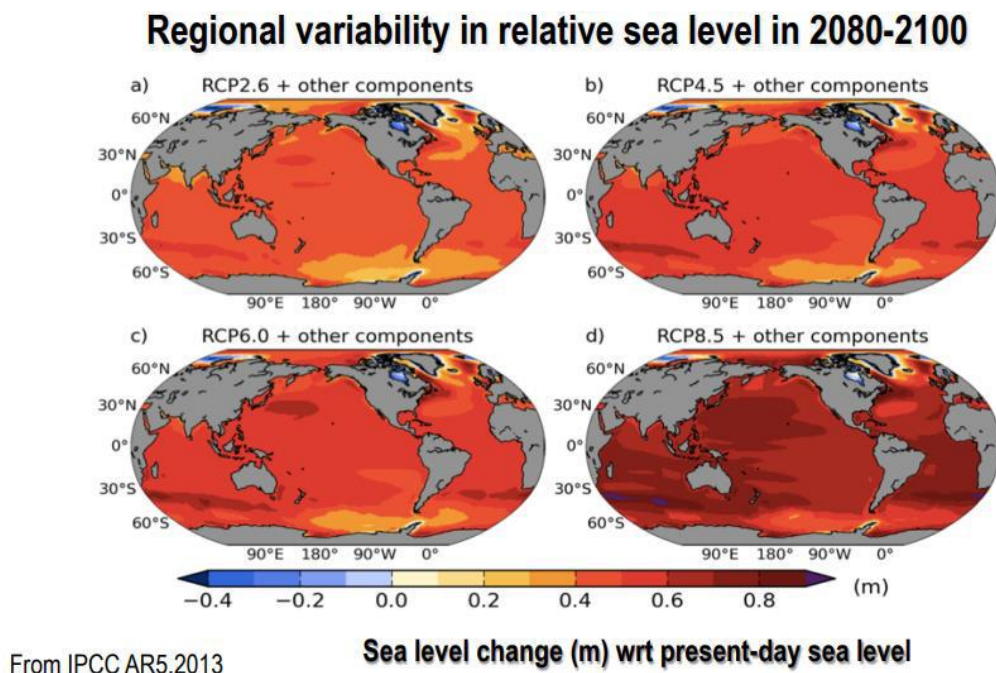 Regional variability in relative sea level in 2080-2100
a) RCP2.6 + other components
b) RCP4.5 + other components
60°N
30°N
0°
30°S
60°S
90°E 180° 90°W 0°
60°N
30°N
0°
30°S
60°S
90°E 180° 90°W 0°
c) RCP6.0 + other components
d) RCP8.5 + other components
60°N
30°N
0°
30°S
60°S
90°E 180° 90°W 0°
60°N
30°N
0°
30°S
60°S
90°E 180° 90°W 0°
−0.4 −0.2 0.0 0.2 0.4 0.6 0.8 (m)
Sea level change (m) wrt present-day sea level
From IPCC AR5,2013